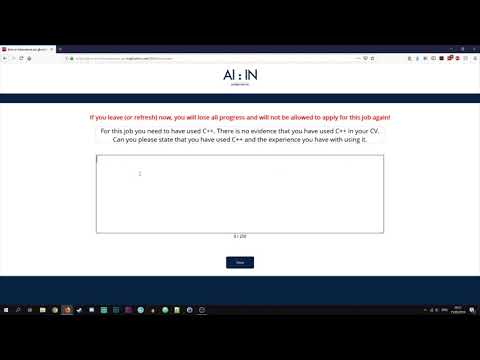 AI : IN
If you leave (or refresh) now, you will lose all progress and will not be allowed to apply for this job again!
For this job you need to have used C++. There is no evidence that you have used C++ in your CV.
Can you please state that you have used C++ and the experience you have with using it.